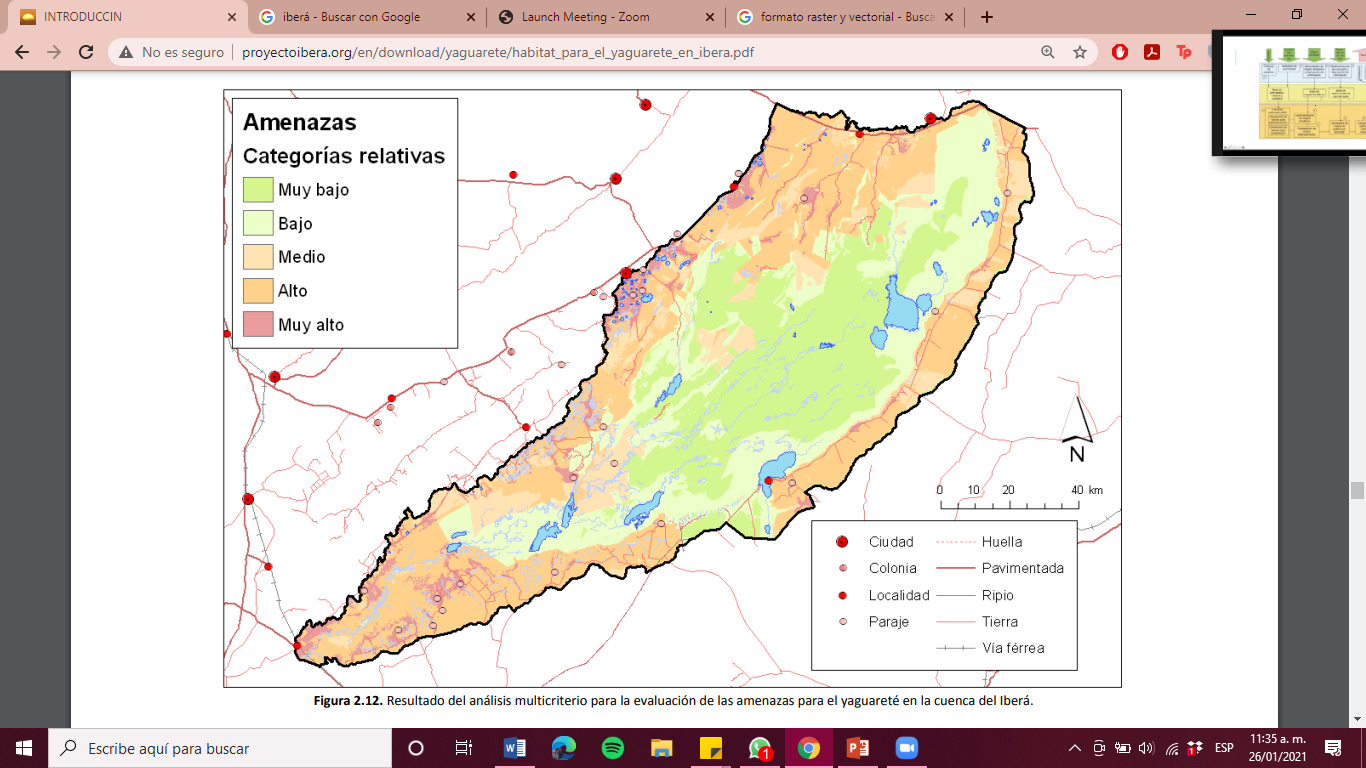 INTRODUCCIN
iberá - Buscar con Google
Launch Meeting - Zoom
formato raster y vectorial - Busca
No es seguro
proyectoibera.org/en/download/yaguarete/habitat_para_el_yaguarete_en_ibera.pdf
Amenazas
Categorias relativas
Muy bajo
Bajo
Medio
Alto
Muy alto
N
0 10 20 40 km
Ciudad
Huella
Colonia
Pavimentada
Localidad
Ripio
Paraje
Tierra
Vía férrea
Figura 2.12. Resultado del análisis multicriterio para la evaluación de las amenazas para el yaguareté en la cuenca del Iberá.
Escribe aquí para buscar
1
ESP
11:35 a. m.
26/01/2021